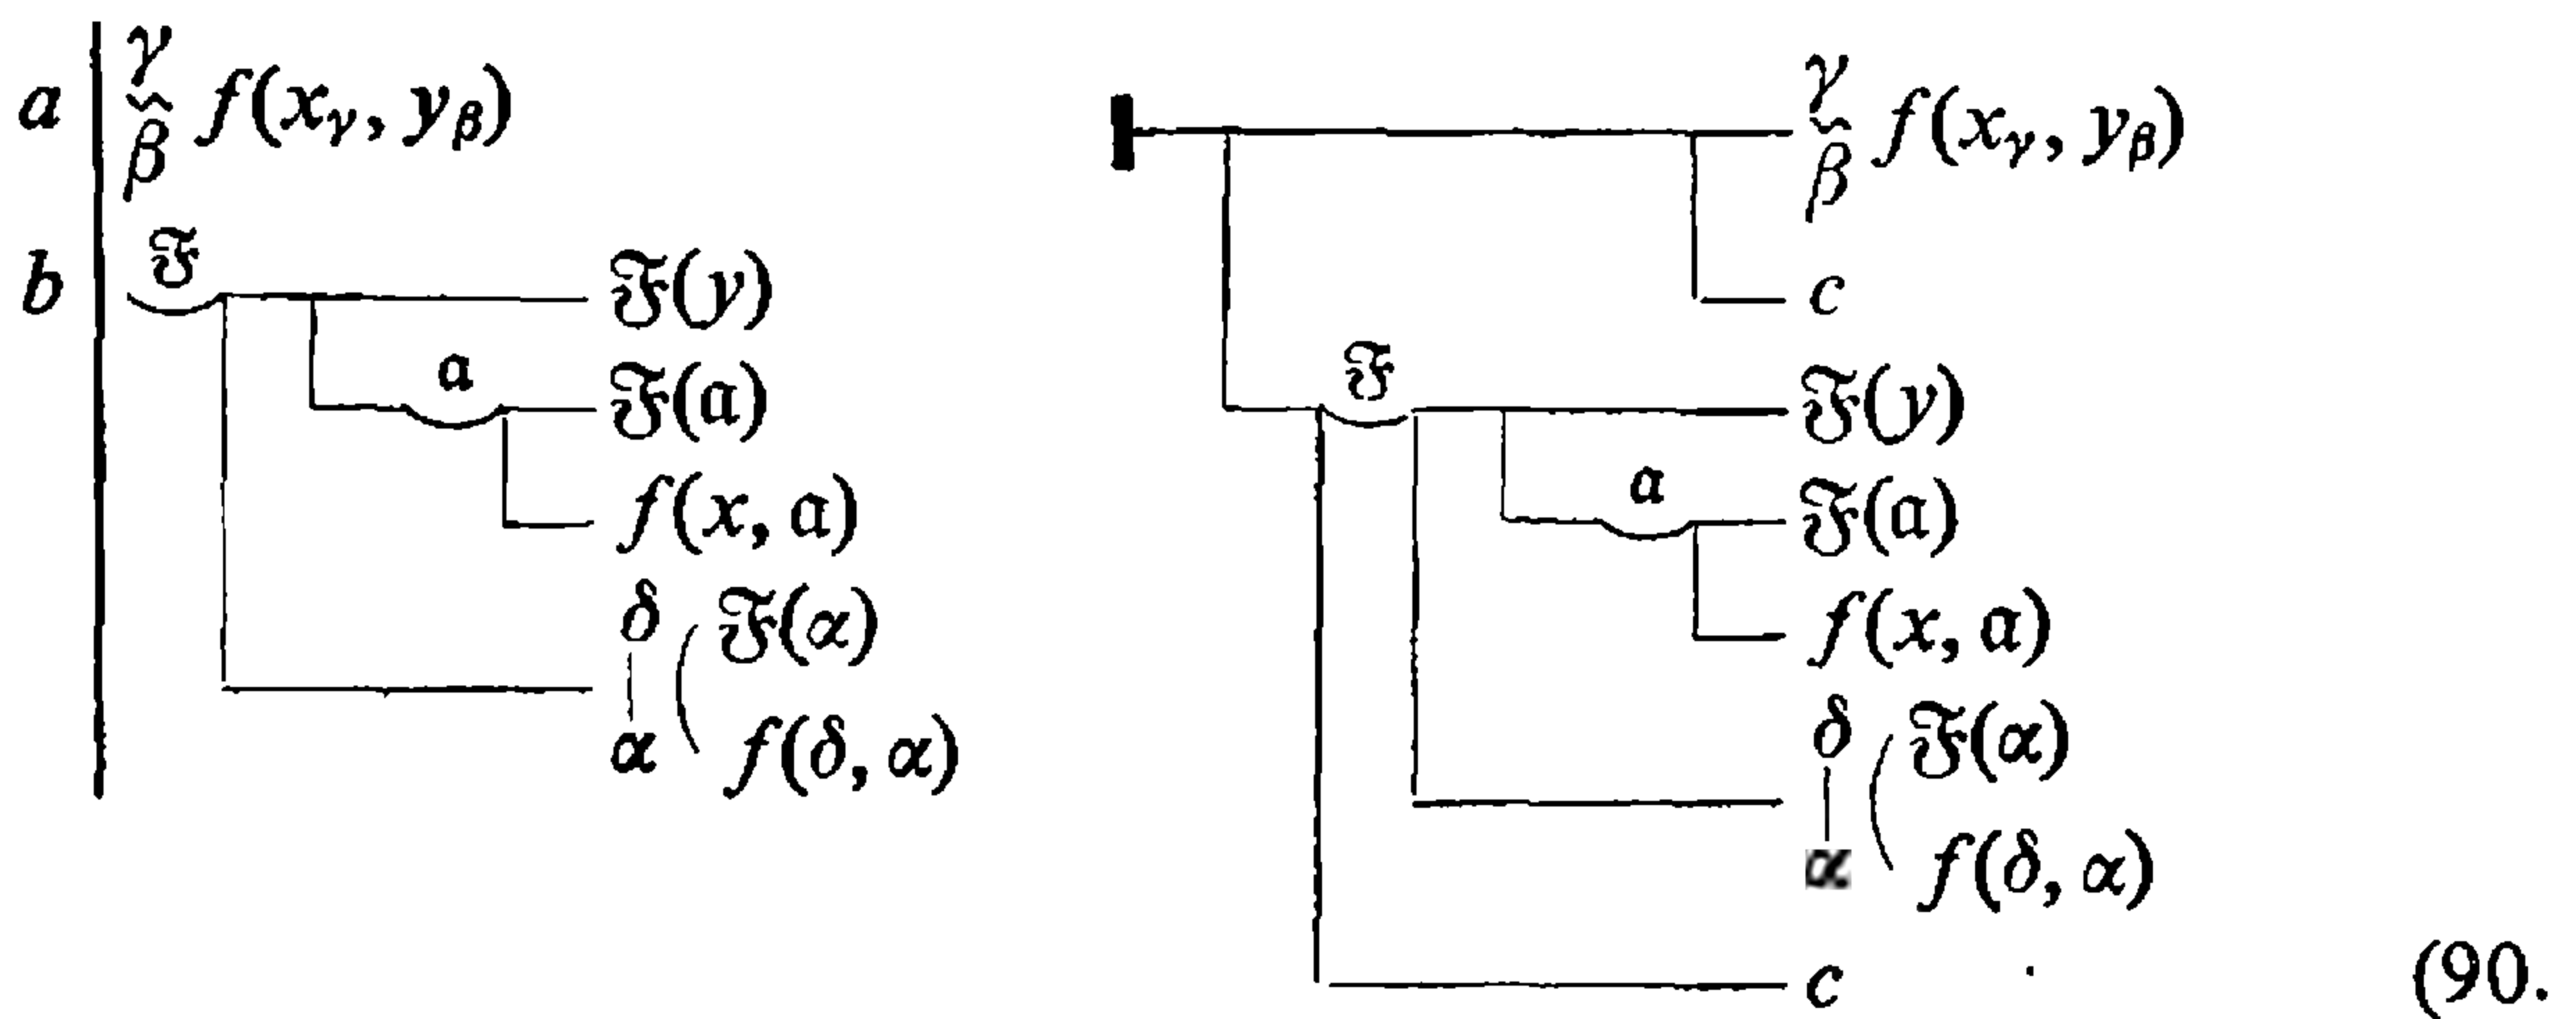 a γ β f(x_γ, y_β)
b 𝔉 𝔉(y)
𝔞 𝔉(𝔞)
f(x, 𝔞)
δ 𝔉(α)
α f(δ, α)
γ β f(x_γ, y_β)
c
𝔉 𝔉(y)
𝔞 𝔉(𝔞)
f(x, 𝔞)
δ 𝔉(α)
α f(δ, α)
c (90.